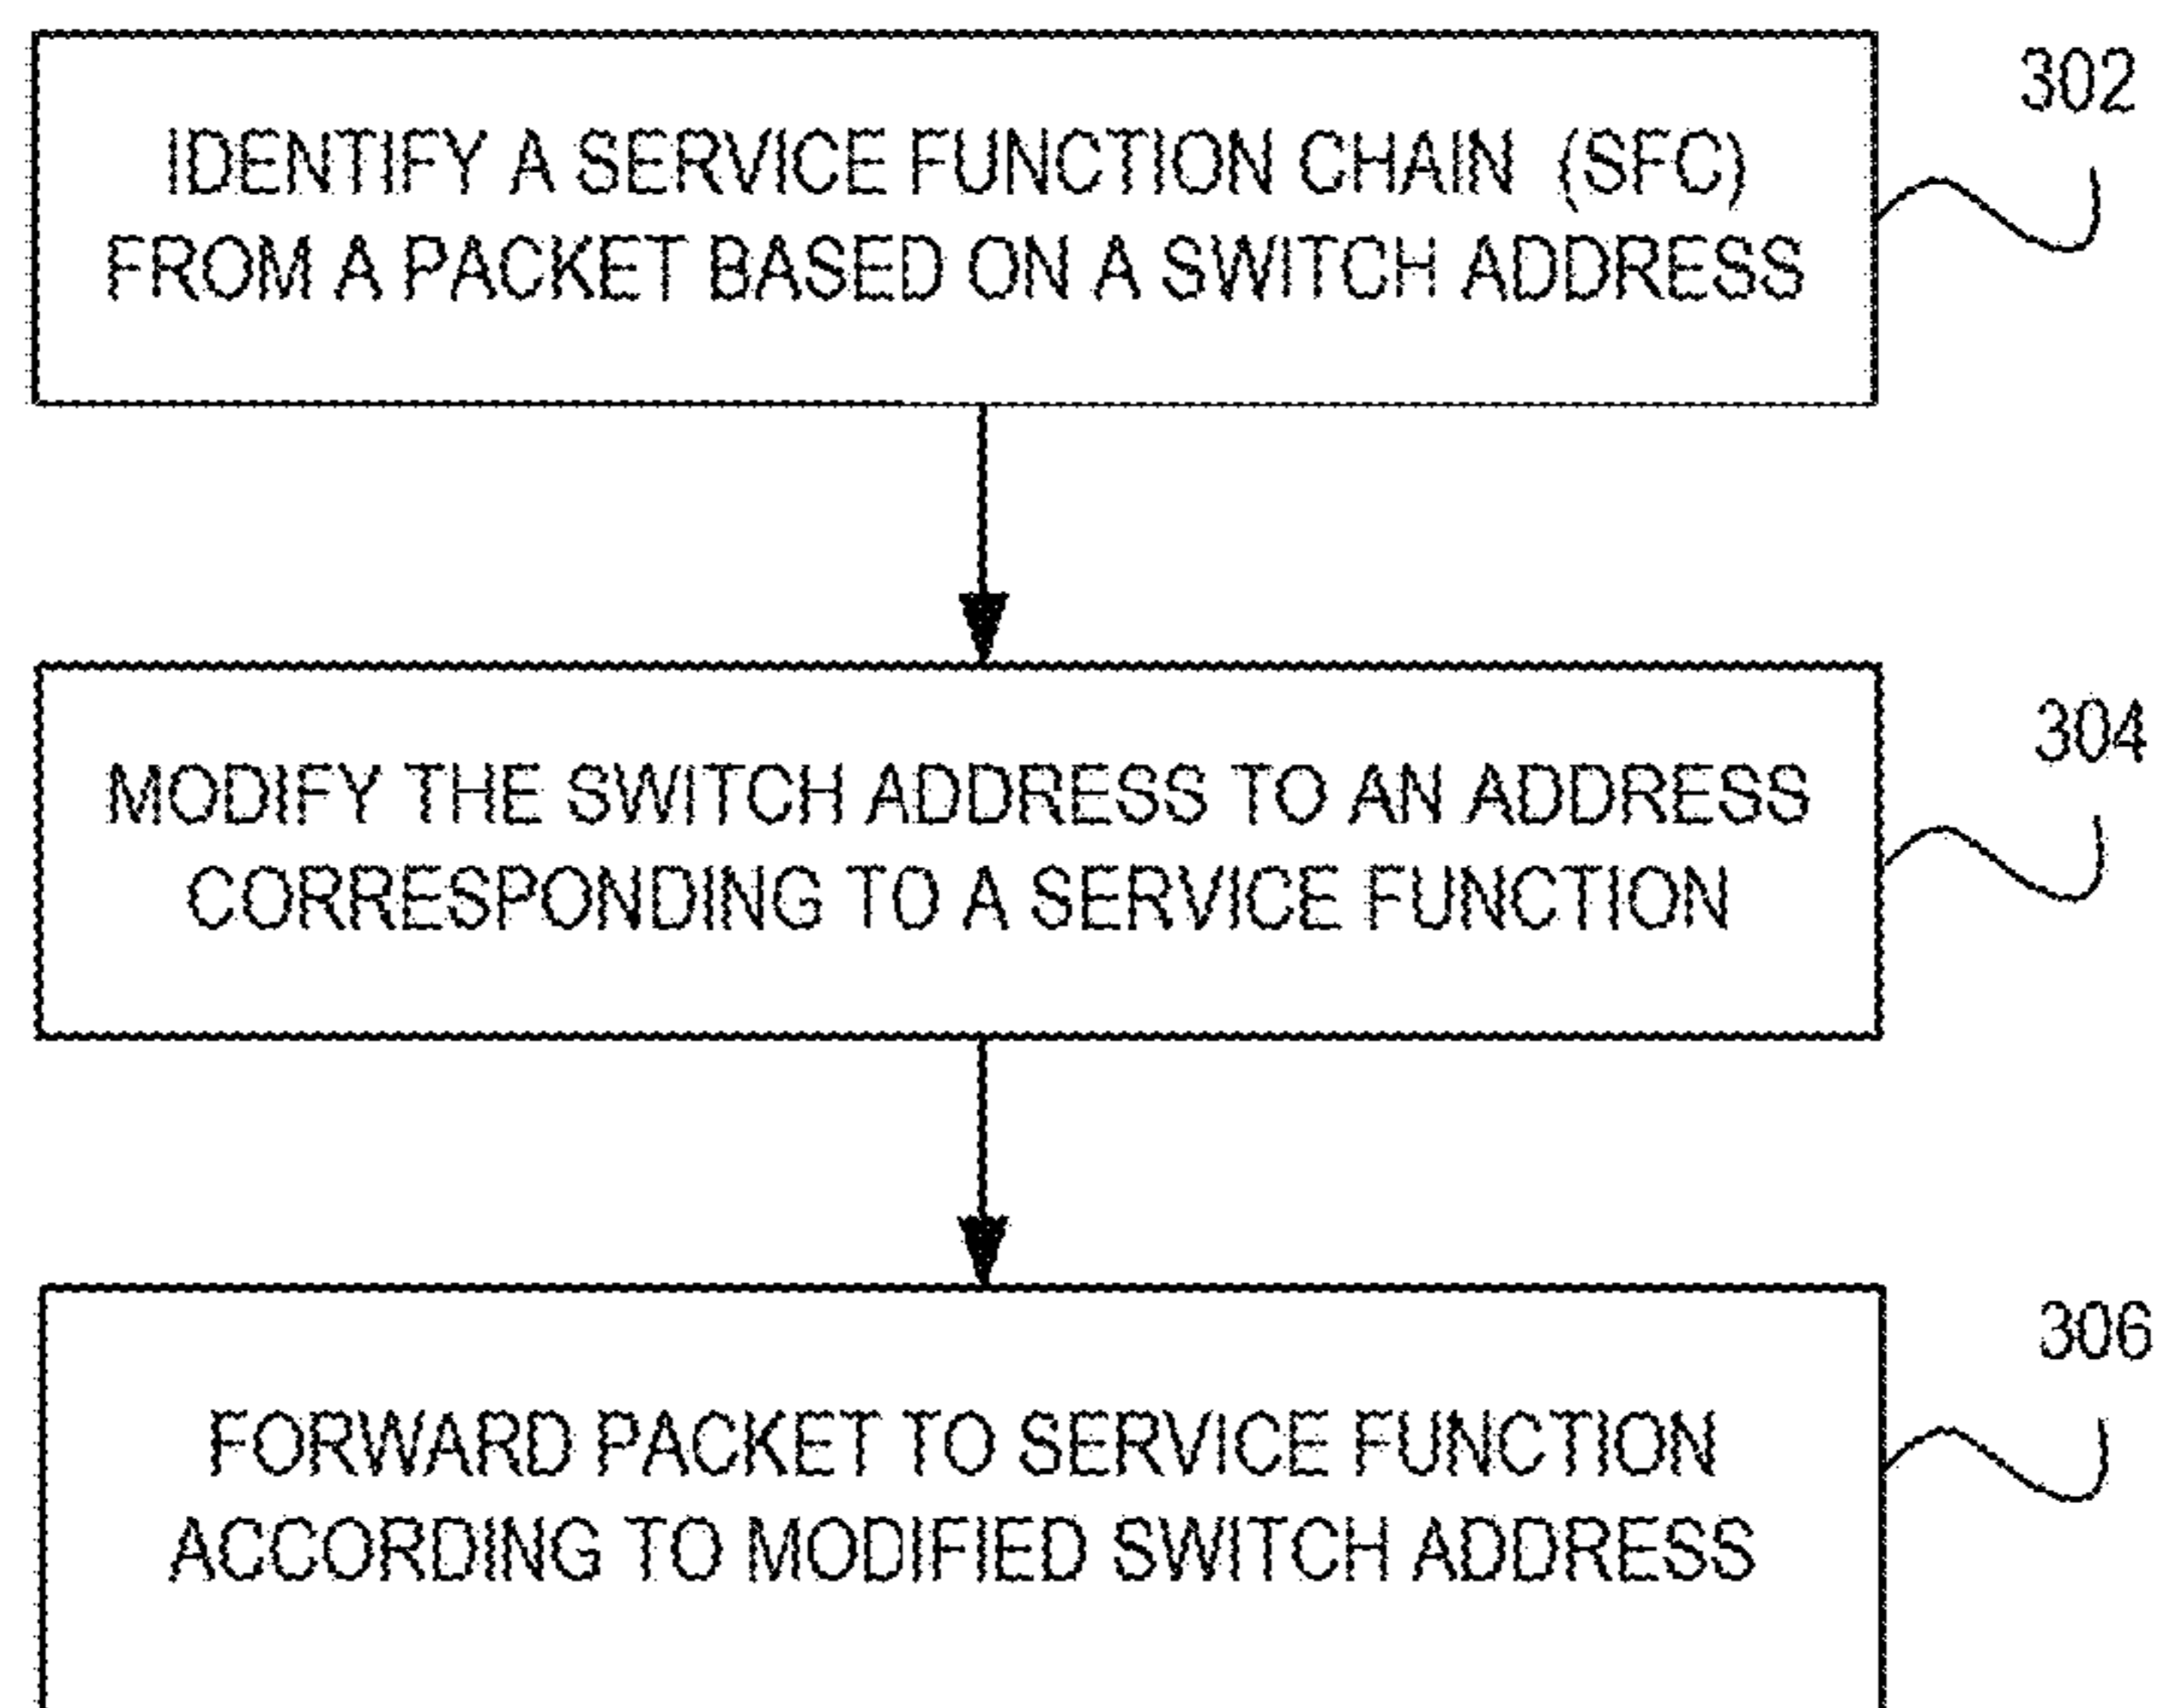 302
IDENTIFY A SERVICE FUNCTION CHAIN (SFC)
FROM A PACKET BASED ON A SWITCH ADDRESS
304
MODIFY THE SWITCH ADDRESS TO AN ADDRESS
CORRESPONDING TO A SERVICE FUNCTION
306
FORWARD PACKET TO SERVICE FUNCTION
ACCORDING TO MODIFIED SWITCH ADDRESS